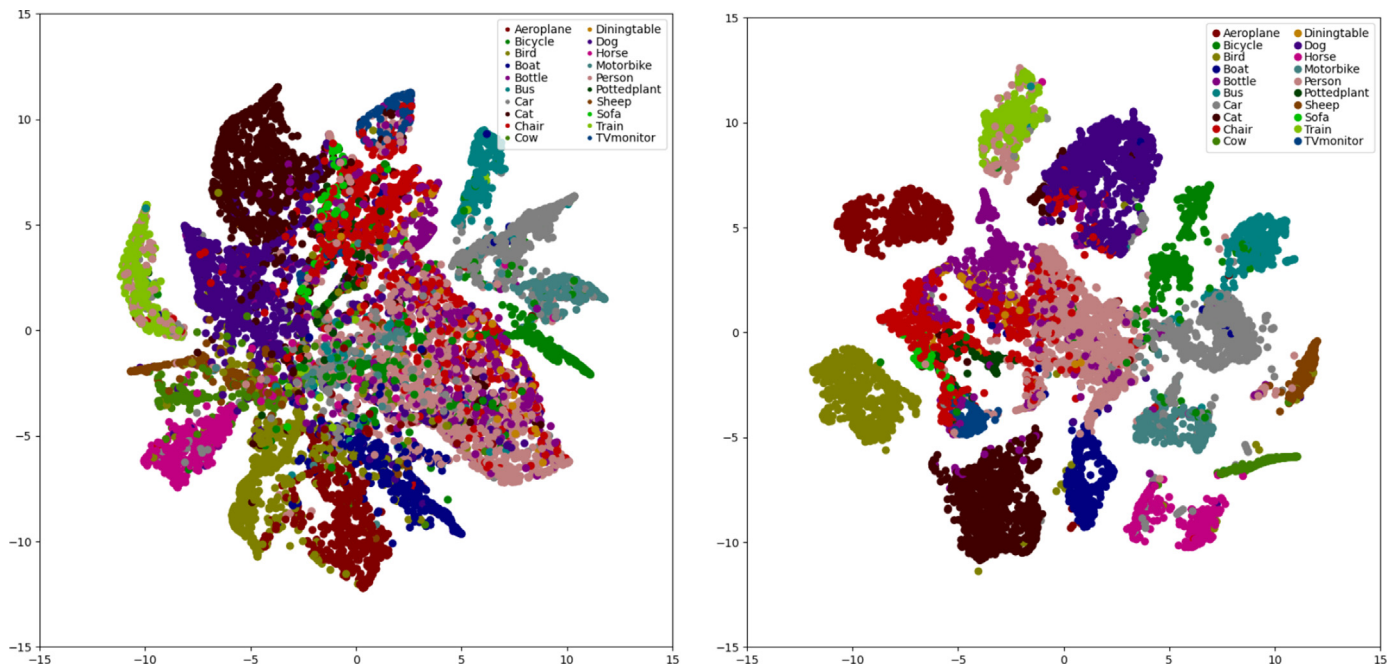 15
10
5
0
−5
−10
−15
−15
−10
−5
0
5
10
15
Aeroplane
Bicycle
Bird
Boat
Bottle
Bus
Car
Cat
Chair
Cow
Diningtable
Dog
Horse
Motorbike
Person
Pottedplant
Sheep
Sofa
Train
TVmonitor
15
10
5
0
−5
−10
−15
−15
−10
−5
0
5
10
15
Aeroplane
Bicycle
Bird
Boat
Bottle
Bus
Car
Cat
Chair
Cow
Diningtable
Dog
Horse
Motorbike
Person
Pottedplant
Sheep
Sofa
Train
TVmonitor